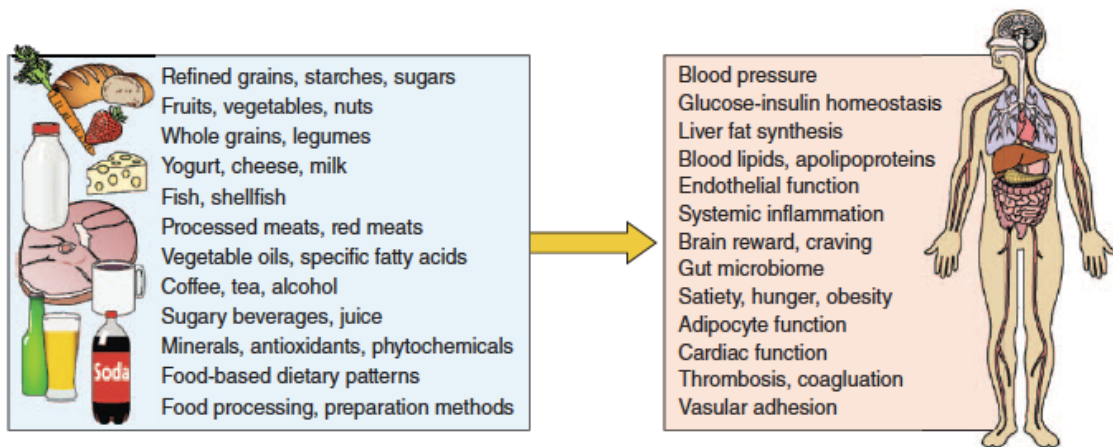 Refined grains, starches, sugars
Fruits, vegetables, nuts
Whole grains, legumes
Yogurt, cheese, milk
Fish, shellfish
Processed meats, red meats
Vegetable oils, specific fatty acids
Coffee, tea, alcohol
Sugary beverages, juice
Minerals, antioxidants, phytochemicals
Food-based dietary patterns
Food processing, preparation methods
Soda
Blood pressure
Glucose-insulin homeostasis
Liver fat synthesis
Blood lipids, apolipoproteins
Endothelial function
Systemic inflammation
Brain reward, craving
Gut microbiome
Satiety, hunger, obesity
Adipocyte function
Cardiac function
Thrombosis, coagluation
Vasular adhesion